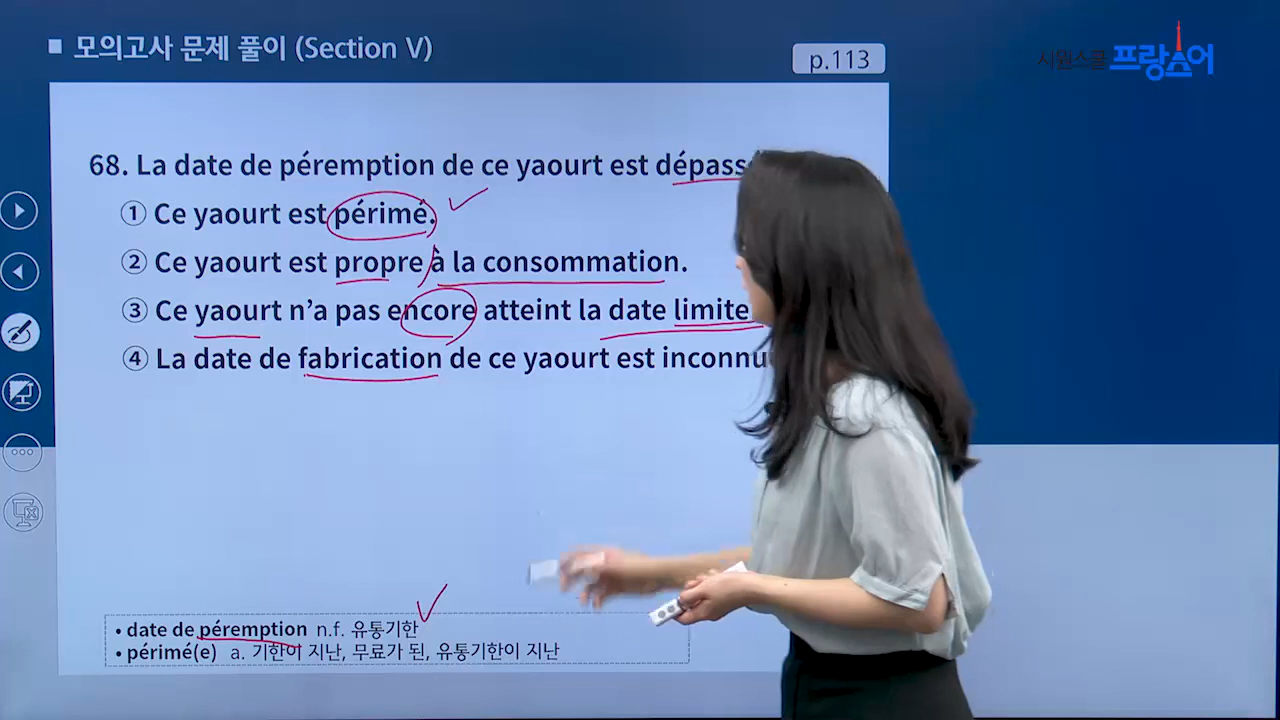 ■ 모의고사 문제 풀이 (Section V)
p.113
시원스쿨 프랑스어
68. La date de péremption de ce yaourt est
① Ce yaourt est périmé.
② Ce yaourt est propre à la consommation.
③ Ce yaourt n'a pas encore atteint la date limite
④ La date de fabrication de ce yaourt est
• date de péremption n.f. 유통기한
• périmé(e) a. 기한이 지난, 무료가 된, 유통기한이 지난